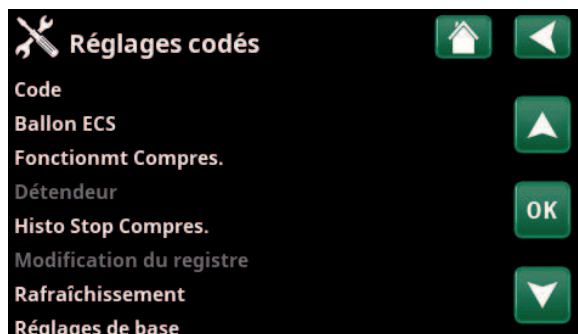 Réglages codés
Code
Ballon ECS
Fonctionmt Compres.
Détendeur
OK
Histo Stop Compres.
Modification du registre
Rafraîchissement
Réglages de base